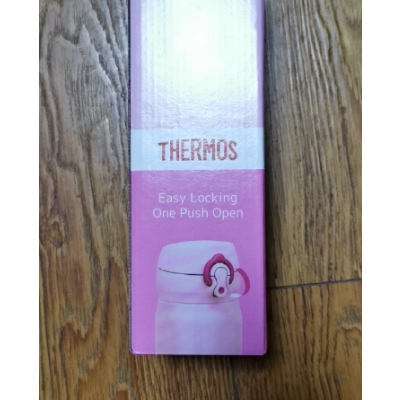 THERMOS
Easy Locking
One Push Open